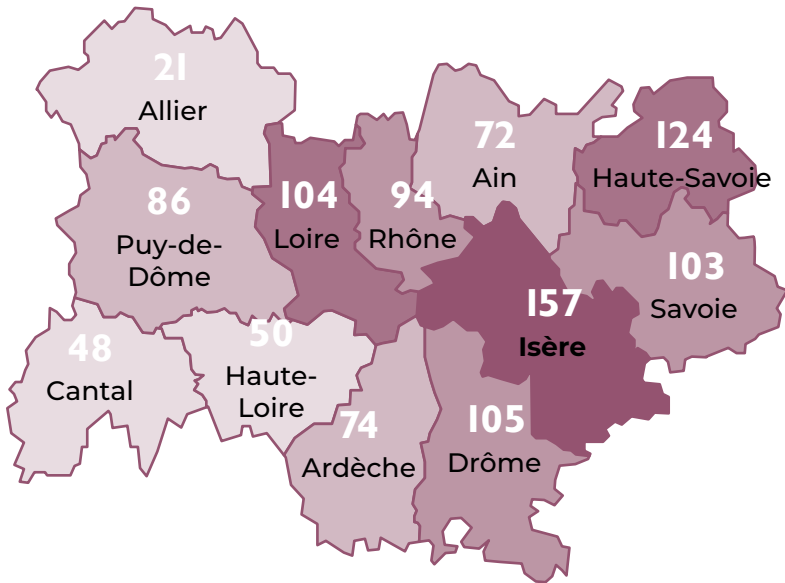 21
Allier
72
Ain
124
Haute-Savoie
86
Puy-de-
Dôme
104
Loire
94
Rhône
103
Savoie
157
Isère
48
Cantal
50
Haute-
Loire
74
Ardèche
105
Drôme